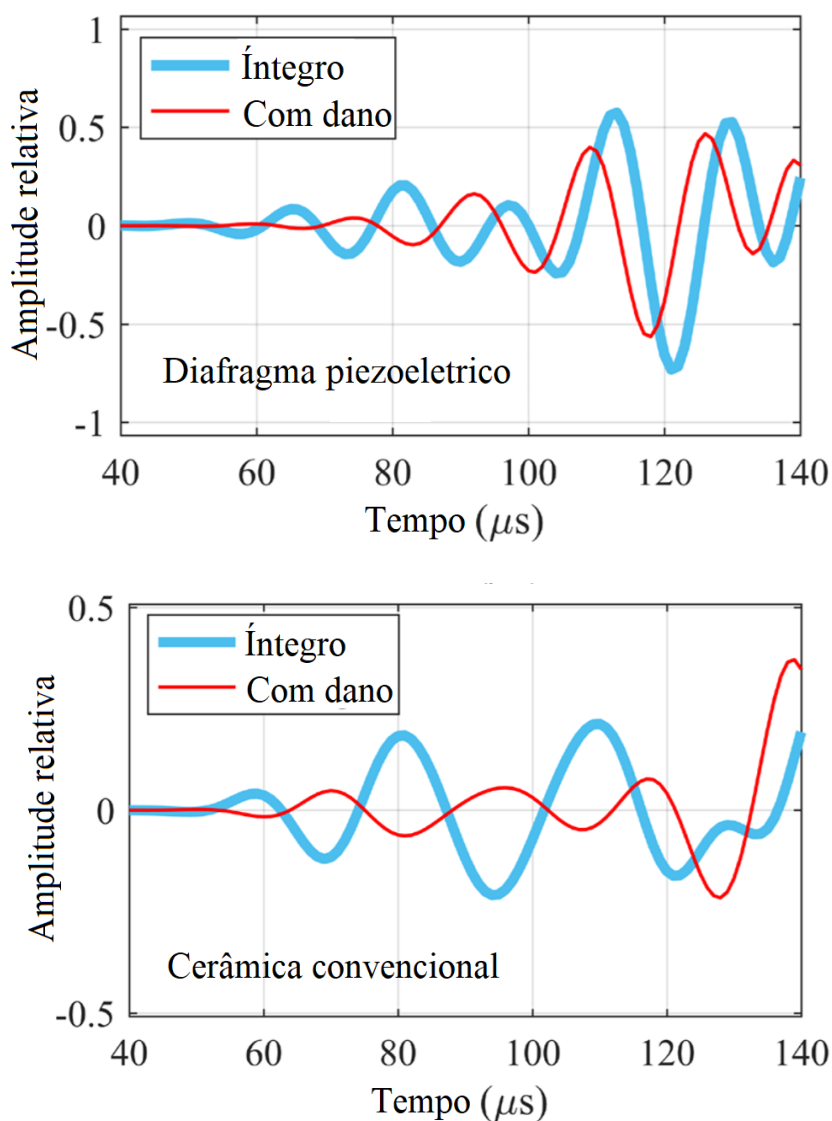 Amplitude relativa
1
0.5
0
-0.5
-1
Íntegro
Com dano
Diafragma piezoeletrico
40 60 80 100 120 140
Tempo (μs)
Amplitude relativa
0.5
0
-0.5
Íntegro
Com dano
Cerâmica convencional
40 60 80 100 120 140
Tempo (μs)